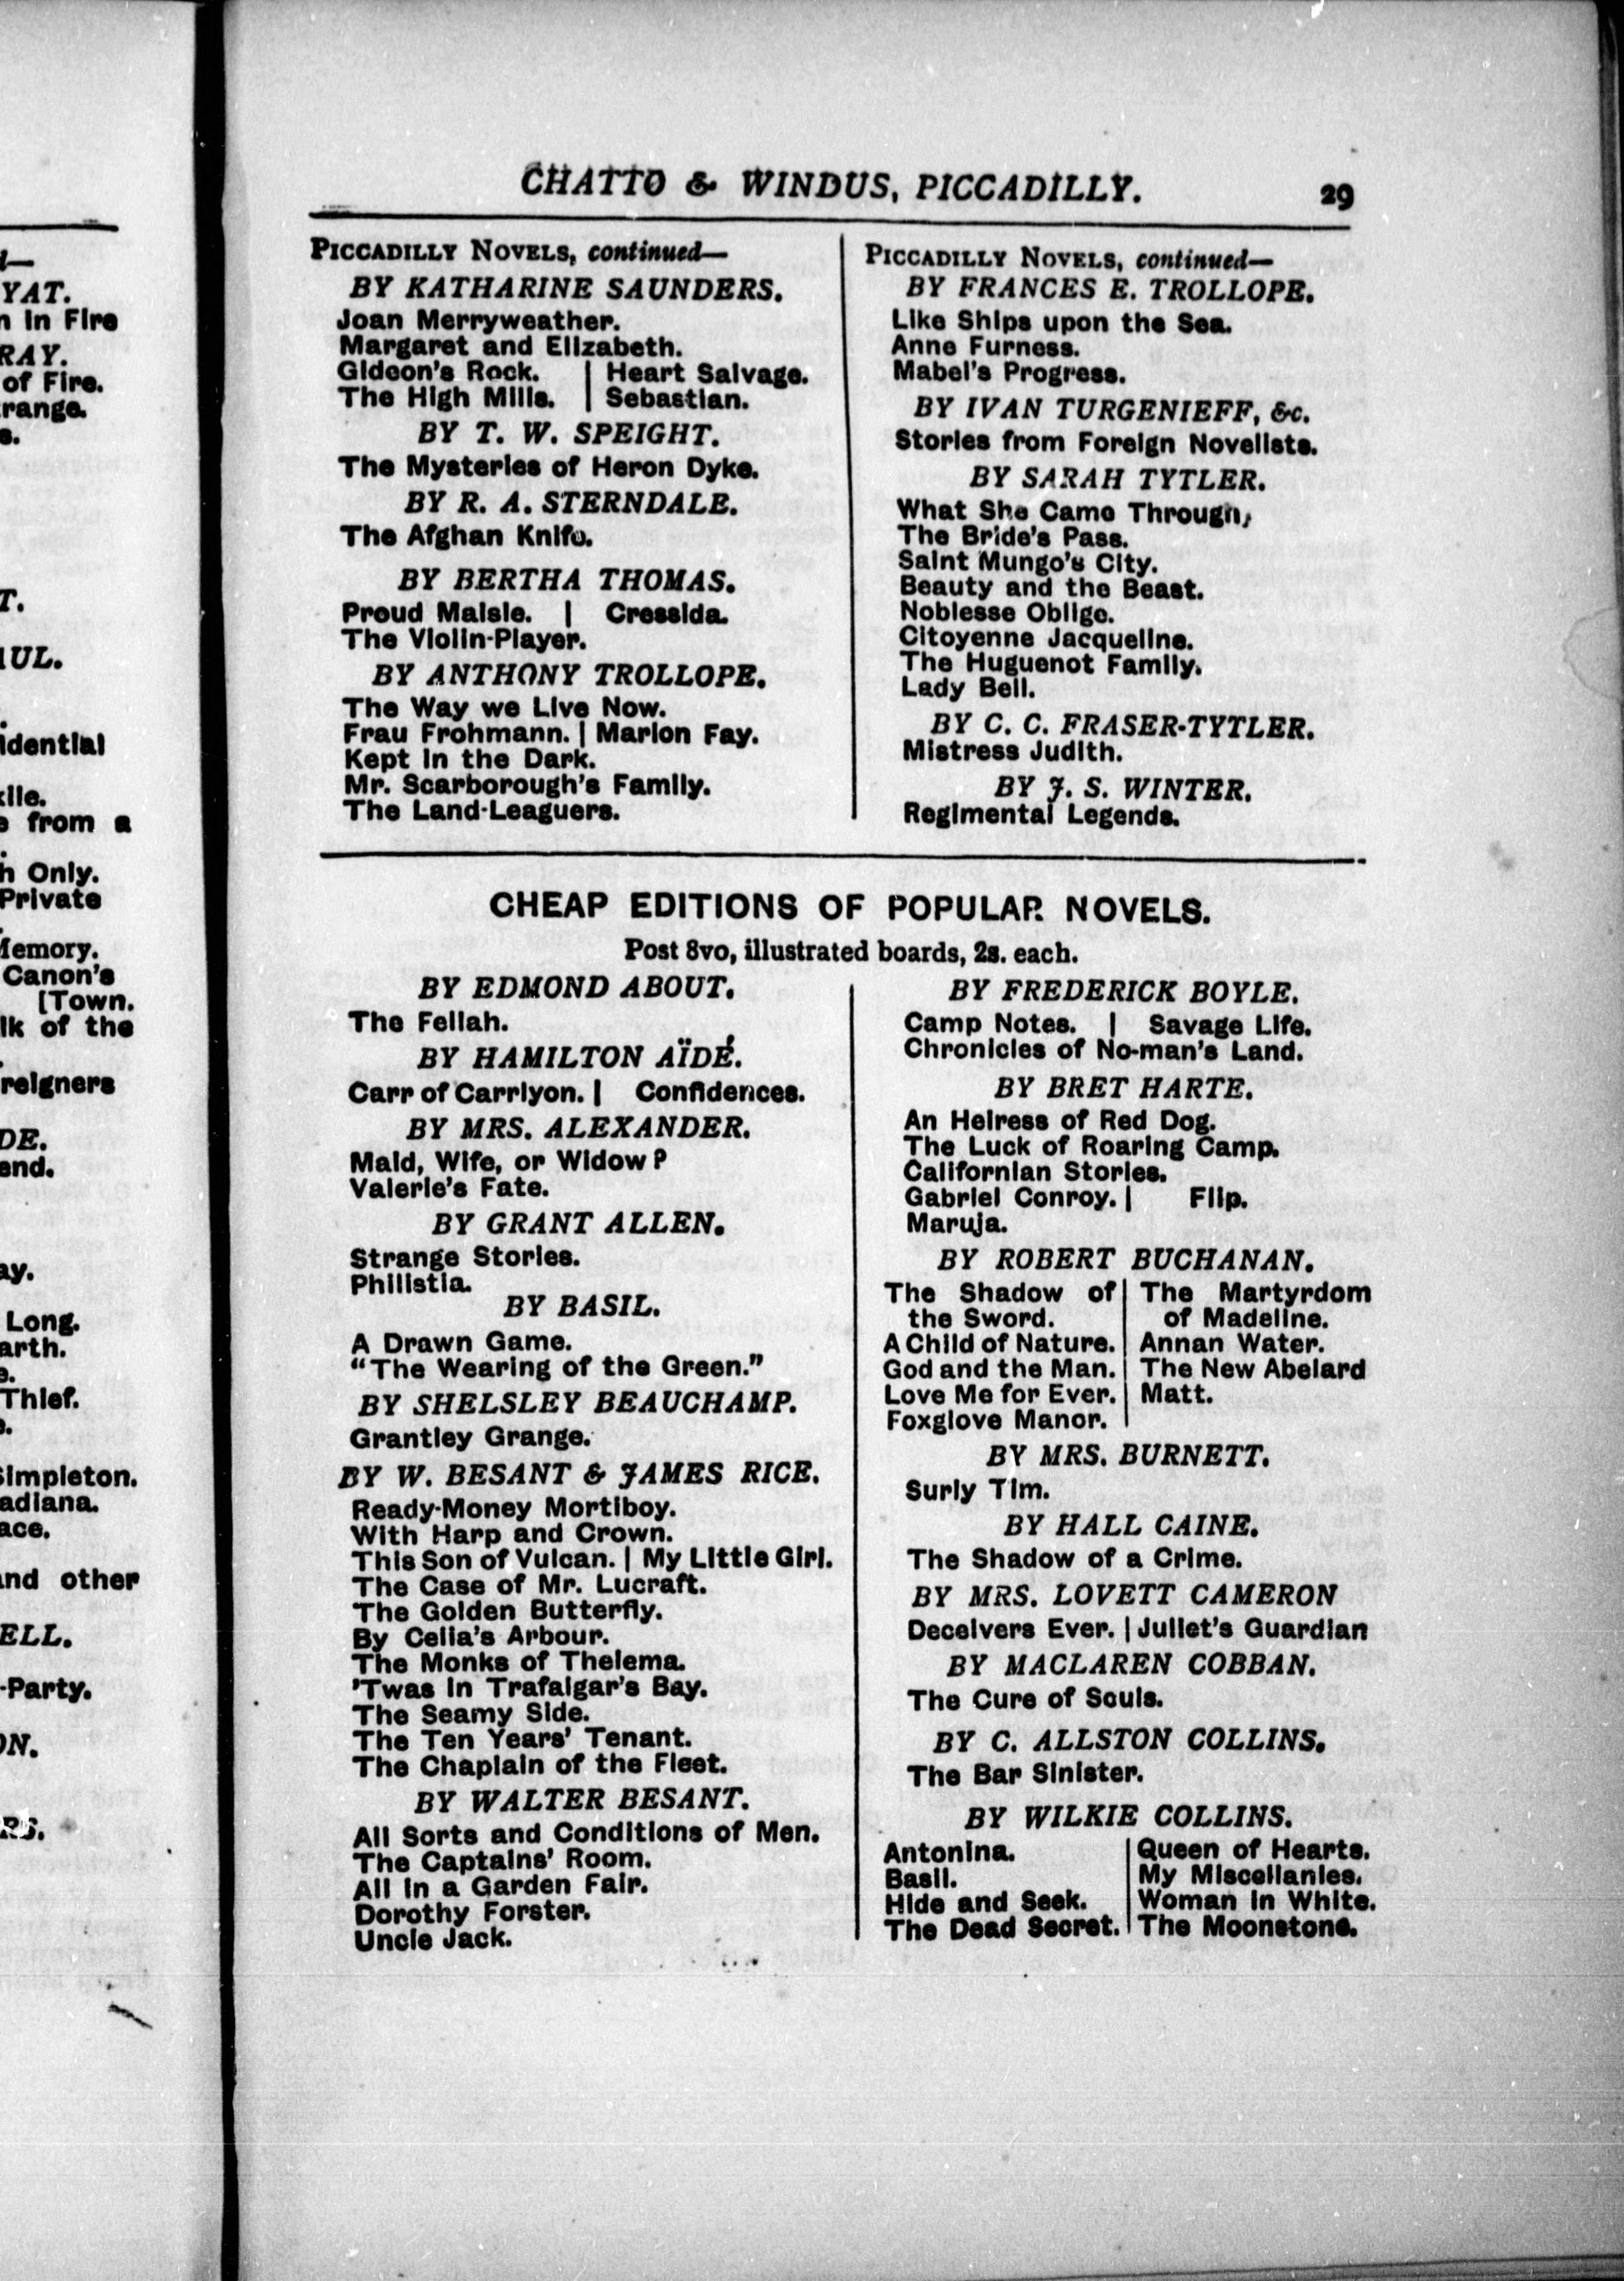 CHATTO & WINDUS, PICCADILLY. 29
PICCADILLY NOVELS, continued—
BY KATHARINE SAUNDERS.
Joan Merryweather.
Margaret and Elizabeth.
Gideon's Rock. | Heart Salvage.
The High Mills. | Sebastian.
BY T. W. SPEIGHT.
The Mysteries of Heron Dyke.
BY R. A. STERNDALE.
The Afghan Knife.
BY BERTHA THOMAS.
Proud Maisie. | Cressida.
The Violin-Player.
BY ANTHONY TROLLOPE.
The Way we Live Now.
Frau Frohmann. | Marion Fay.
Kept in the Dark.
Mr. Scarborough's Family.
The Land-Leaguers.
PICCADILLY NOVELS, continued—
BY FRANCES E. TROLLOPE.
Like Ships upon the Sea.
Anne Furness.
Mabel's Progress.
BY IVAN TURGENIEFF, &c.
Stories from Foreign Novelists.
BY SARAH TYTLER.
What She Came Through,
The Bride's Pass.
Saint Mungo's City.
Beauty and the Beast.
Noblesse Oblige.
Citoyenne Jacqueline.
The Huguenot Family.
Lady Bell.
BY C. C. FRASER-TYTLER.
Mistress Judith.
BY J. S. WINTER.
Regimental Legends.
CHEAP EDITIONS OF POPULAR NOVELS.
Post 8vo, illustrated boards, 2s. each.
BY EDMOND ABOUT.
The Fellah.
BY HAMILTON AÏDÉ.
Carr of Carrlyon. | Confidences.
BY MRS. ALEXANDER.
Maid, Wife, or Widow?
Valerie's Fate.
BY GRANT ALLEN.
Strange Stories.
Philistia.
BY BASIL.
A Drawn Game.
“The Wearing of the Green.”
BY SHELSLEY BEAUCHAMP.
Grantley Grange.
BY W. BESANT & JAMES RICE.
Ready-Money Mortiboy.
With Harp and Crown.
This Son of Vulcan. | My Little Girl.
The Case of Mr. Lucraft.
The Golden Butterfly.
By Celia's Arbour.
The Monks of Thelema.
'Twas in Trafalgar's Bay.
The Seamy Side.
The Ten Years' Tenant.
The Chaplain of the Fleet.
BY WALTER BESANT.
All Sorts and Conditions of Men.
The Captains' Room.
All in a Garden Fair.
Dorothy Forster.
Uncle Jack.
BY FREDERICK BOYLE.
Camp Notes. | Savage Life.
Chronicles of No-man's Land.
BY BRET HARTE.
An Heiress of Red Dog.
The Luck of Roaring Camp.
Californian Stories.
Gabriel Conroy. | Flip.
Maruja.
BY ROBERT BUCHANAN.
The Shadow of the Sword.
A Child of Nature.
God and the Man.
Love Me for Ever.
Foxglove Manor.
The Martyrdom of Madeline.
Annan Water.
The New Abelard
Matt.
BY MRS. BURNETT.
Surly Tim.
BY HALL CAINE.
The Shadow of a Crime.
BY MRS. LOVETT CAMERON
Deceivers Ever. | Juliet's Guardian
BY MACLAREN COBBAN.
The Cure of Souls.
BY C. ALLSTON COLLINS.
The Bar Sinister.
BY WILKIE COLLINS.
Antonina.
Basil.
Hide and Seek.
The Dead Secret.
Queen of Hearts.
My Miscellanies.
Woman in White.
The Moonstone.